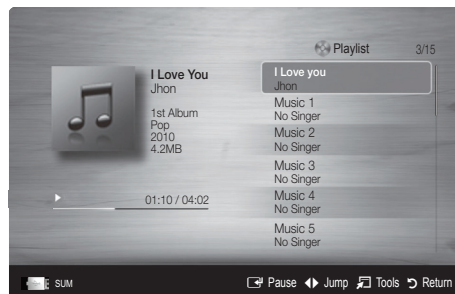 Playlist 3/15
I Love You
Jhon
1st Album
Pop
2010
4.2MB
01:10 / 04:02
I Love you
Jhon
Music 1
No Singer
Music 2
No Singer
Music 3
No Singer
Music 4
No Singer
Music 5
No Singer
SUM
Pause Jump Tools Return